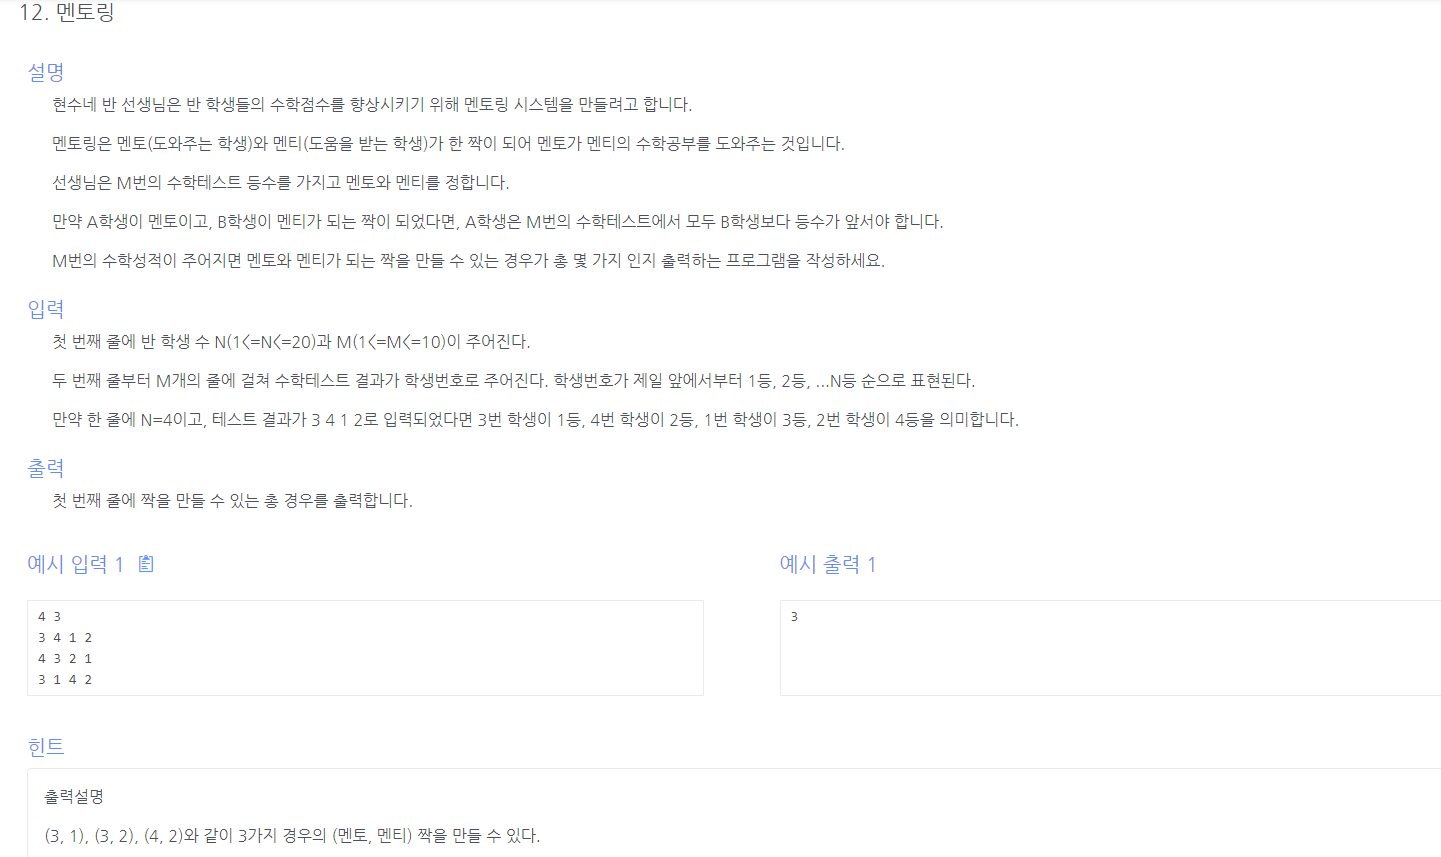 12. 멘토링
설명
현수네 반 선생님은 반 학생들의 수학점수를 향상시키기 위해 멘토링 시스템을 만들려고 합니다.
멘토링은 멘토(도와주는 학생)와 멘티(도움을 받는 학생)가 한 짝이 되어 멘토가 멘티의 수학공부를 도와주는 것입니다.
선생님은 M번의 수학테스트 등수를 가지고 멘토와 멘티를 정합니다.
만약 A학생이 멘토이고, B학생이 멘티가 되는 짝이 되었다면, A학생은 M번의 수학테스트에서 모두 B학생보다 등수가 앞서야 합니다.
M번의 수학성적이 주어지면 멘토와 멘티가 되는 짝을 만들 수 있는 경우가 총 몇 가지 인지 출력하는 프로그램을 작성하세요.
입력
첫 번째 줄에 반 학생 수 N(1<=N<=20)과 M(1<=M<=10)이 주어진다.
두 번째 줄부터 M개의 줄에 걸쳐 수학테스트 결과가 학생번호로 주어진다. 학생번호가 제일 앞에서부터 1등, 2등, ...N등 순으로 표현된다.
만약 한 줄에 N=4이고, 테스트 결과가 3 4 1 2로 입력되었다면 3번 학생이 1등, 4번 학생이 2등, 1번 학생이 3등, 2번 학생이 4등을 의미합니다.
출력
첫 번째 줄에 짝을 만들 수 있는 총 경우를 출력합니다.
예시 입력 1
4 3
3 4 1 2
4 3 2 1
3 1 4 2
예시 출력 1
3
힌트
출력설명
(3, 1), (3, 2), (4, 2)와 같이 3가지 경우의 (멘토, 멘티) 짝을 만들 수 있다.